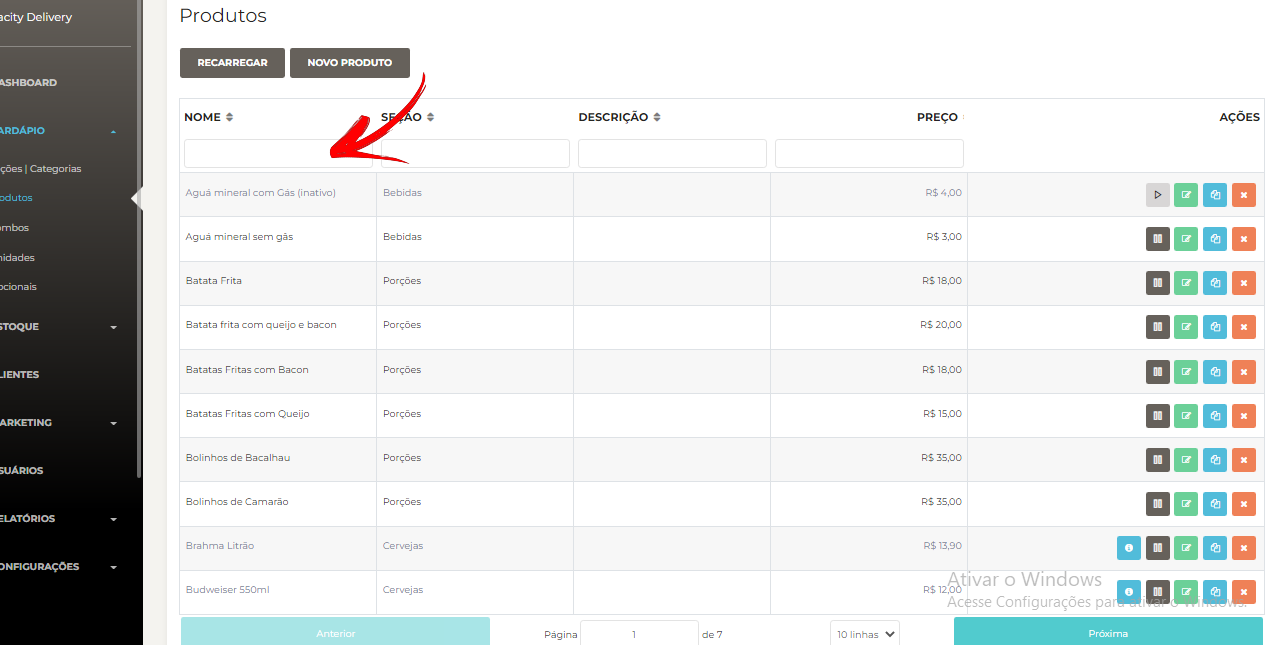 acity Delivery
ASHBOARD
ARDÁPIO
ções | Categorias
odutos
ombos
nidades
pcionais
STOQUE
LIENTES
ARKETING
SUÁRIOS
ELATÓRIOS
ONFIGURAÇÕES
Produtos
RECARREGAR NOVO PRODUTO
NOME SEÇÃO DESCRIÇÃO PREÇO AÇÕES
Aguá mineral com Gás (inativo) Bebidas R$ 4,00
Aguá mineral sem gãs Bebidas R$ 3,00
Batata Frita Porções R$ 18,00
Batata frita com queijo e bacon Porções R$ 20,00
Batatas Fritas com Bacon Porções R$ 18,00
Batatas Fritas com Queijo Porções R$ 15,00
Bolinhos de Bacalhau Porções R$ 35,00
Bolinhos de Camarão Porções R$ 35,00
Brahma Litrão Cervejas R$ 13,90
Budweiser 550ml Cervejas R$ 12,00
Ativar o Windows
Acesse Configurações para ativar o Windows.
Anterior Página 1 de 7 10 linhas Próxima